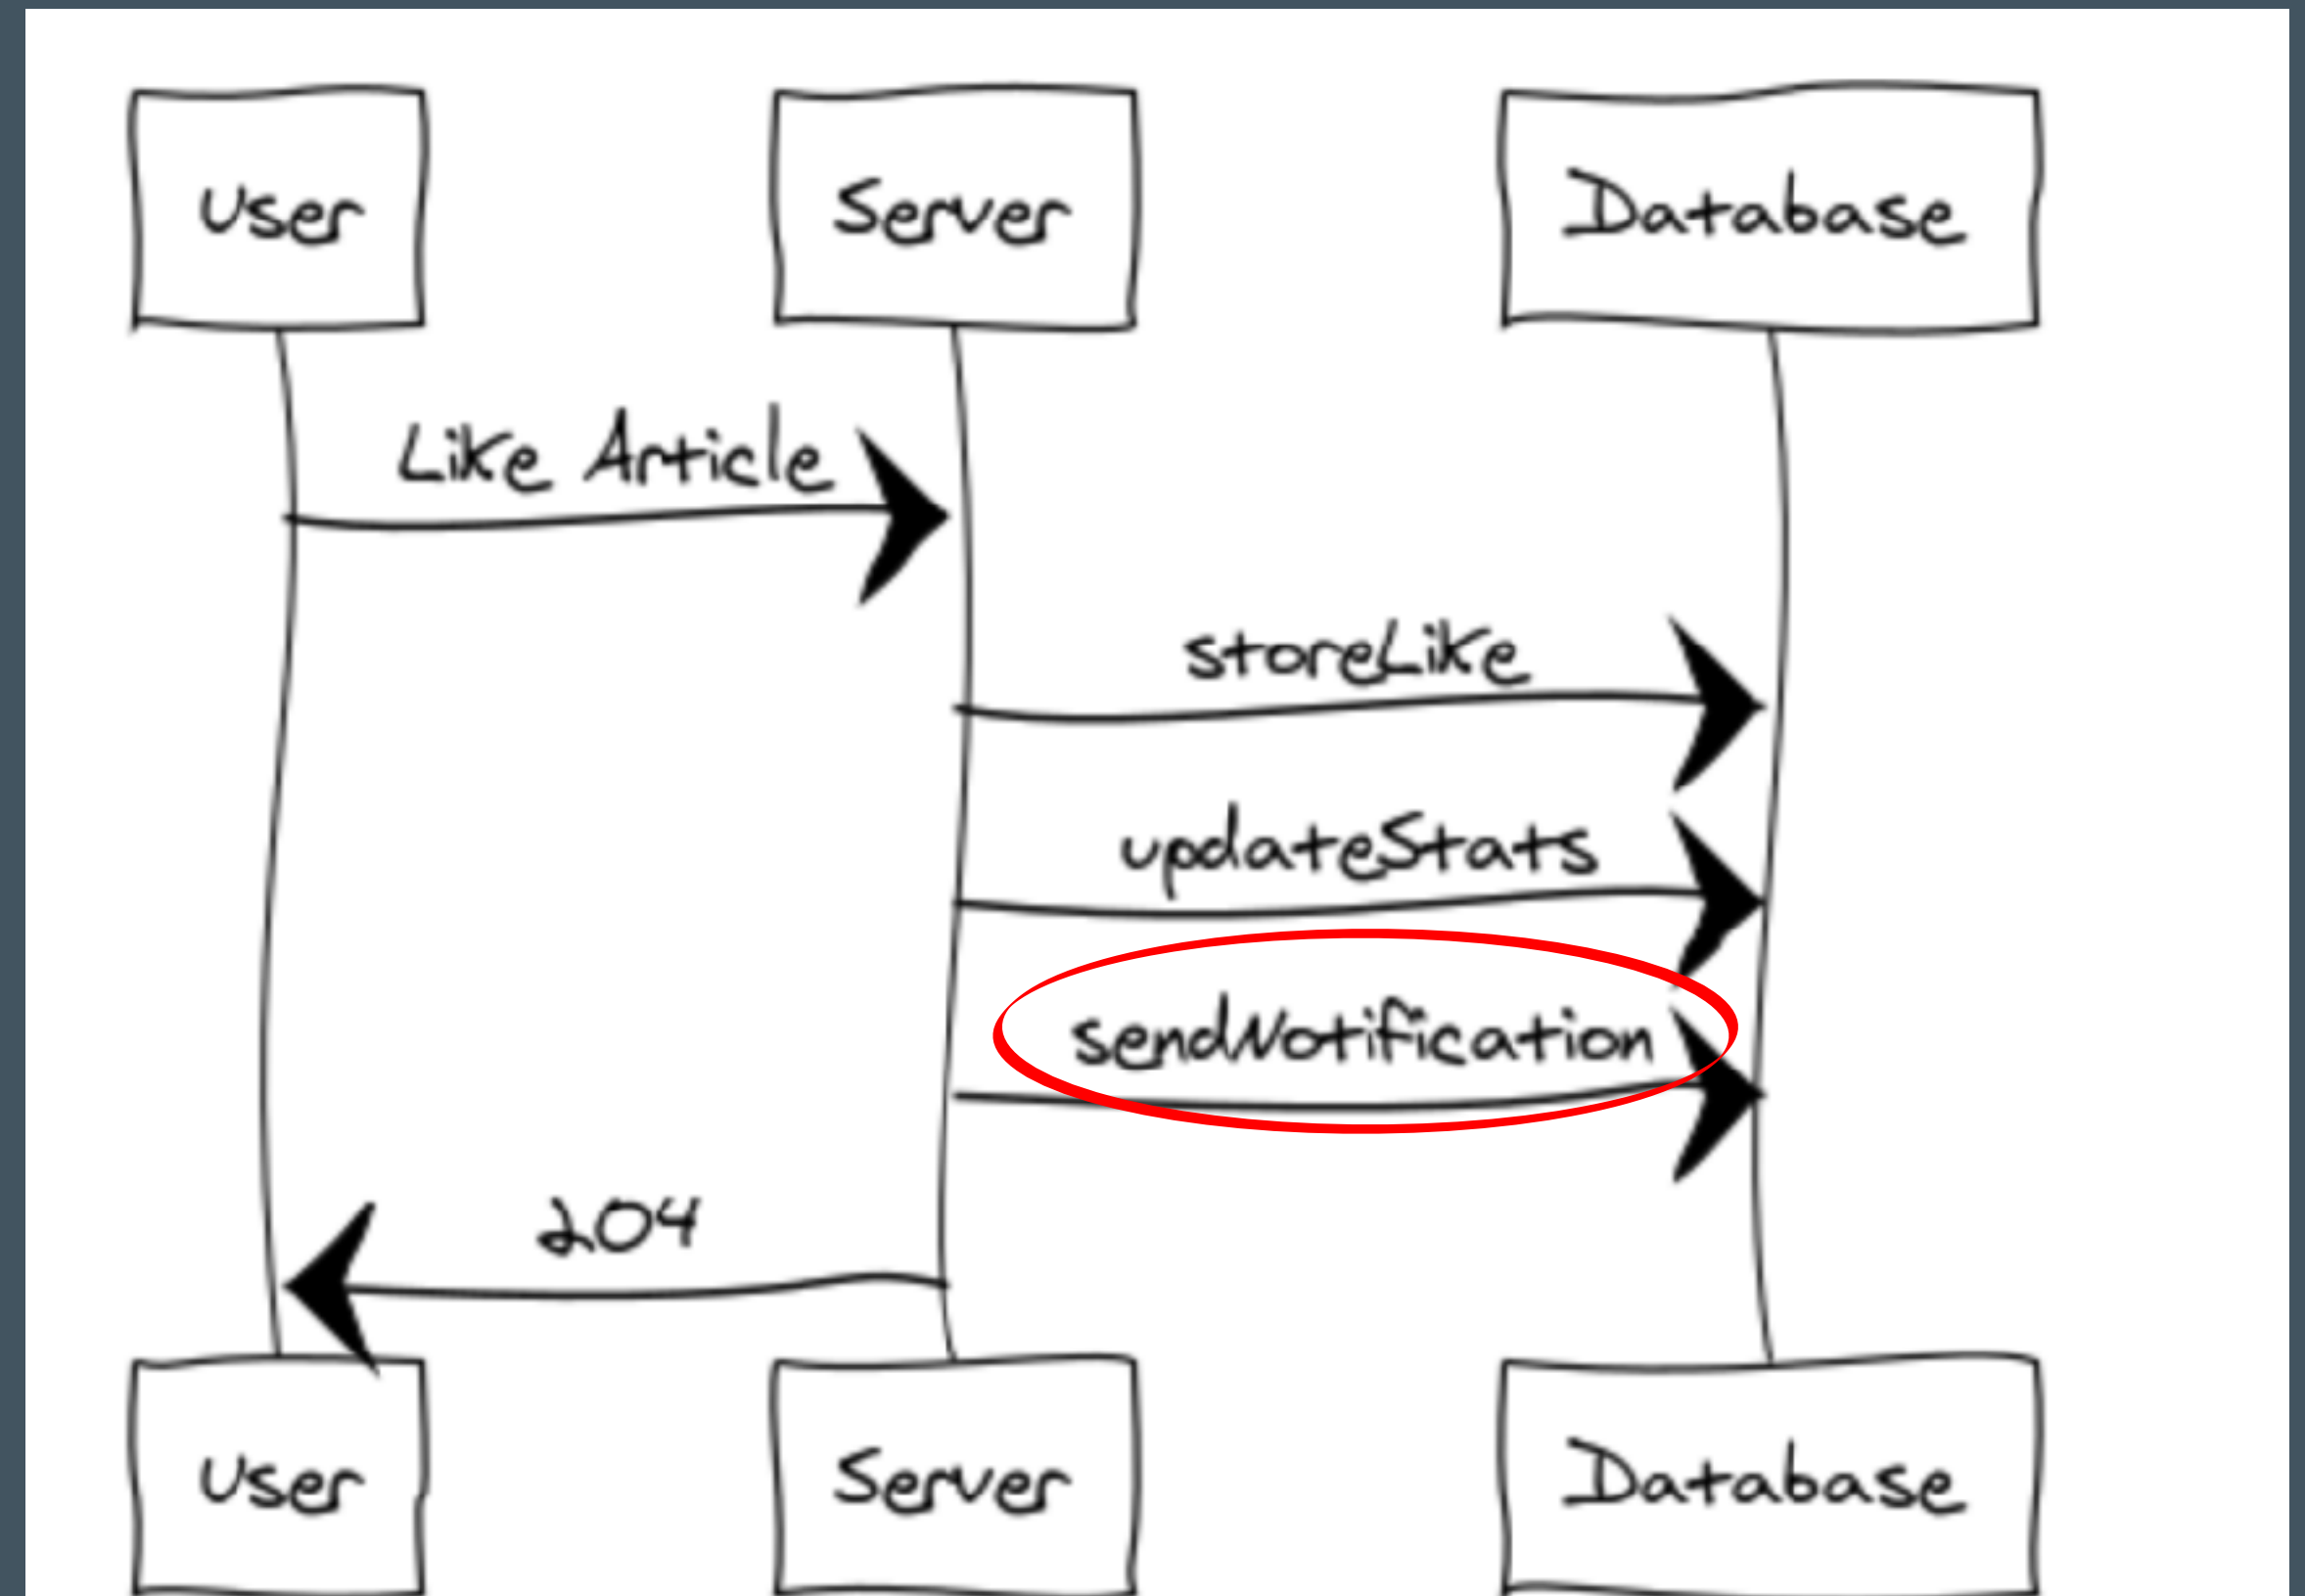 User
Server
Database
Like Article
storeLike
updateStats
sendNotification
204
User
Server
Database